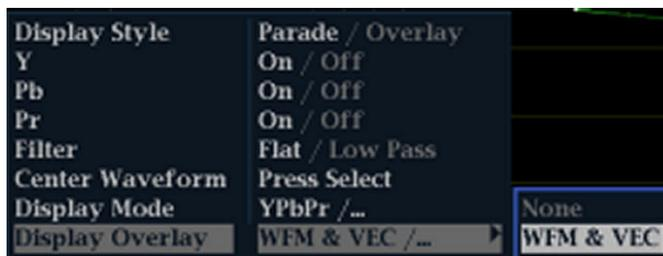 Display Style Parade / Overlay
Y On / Off
Pb On / Off
Pr On / Off
Filter Flat / Low Pass
Center Waveform Press Select
Display Mode YPbPr /...
Display Overlay WFM & VEC /...
None
WFM & VEC